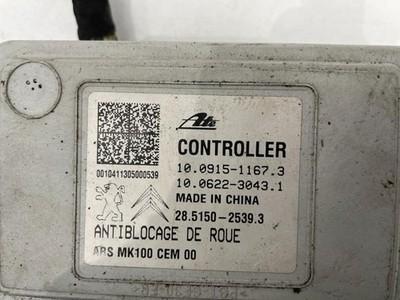 Ate
CONTROLLER
10.0915-1167.3
10.0622-3043.1
0010411305000539
MADE IN CHINA
28.5150-2539.3
ANTIBLOCAGE DE ROUE
ABS MK100 CEM 00